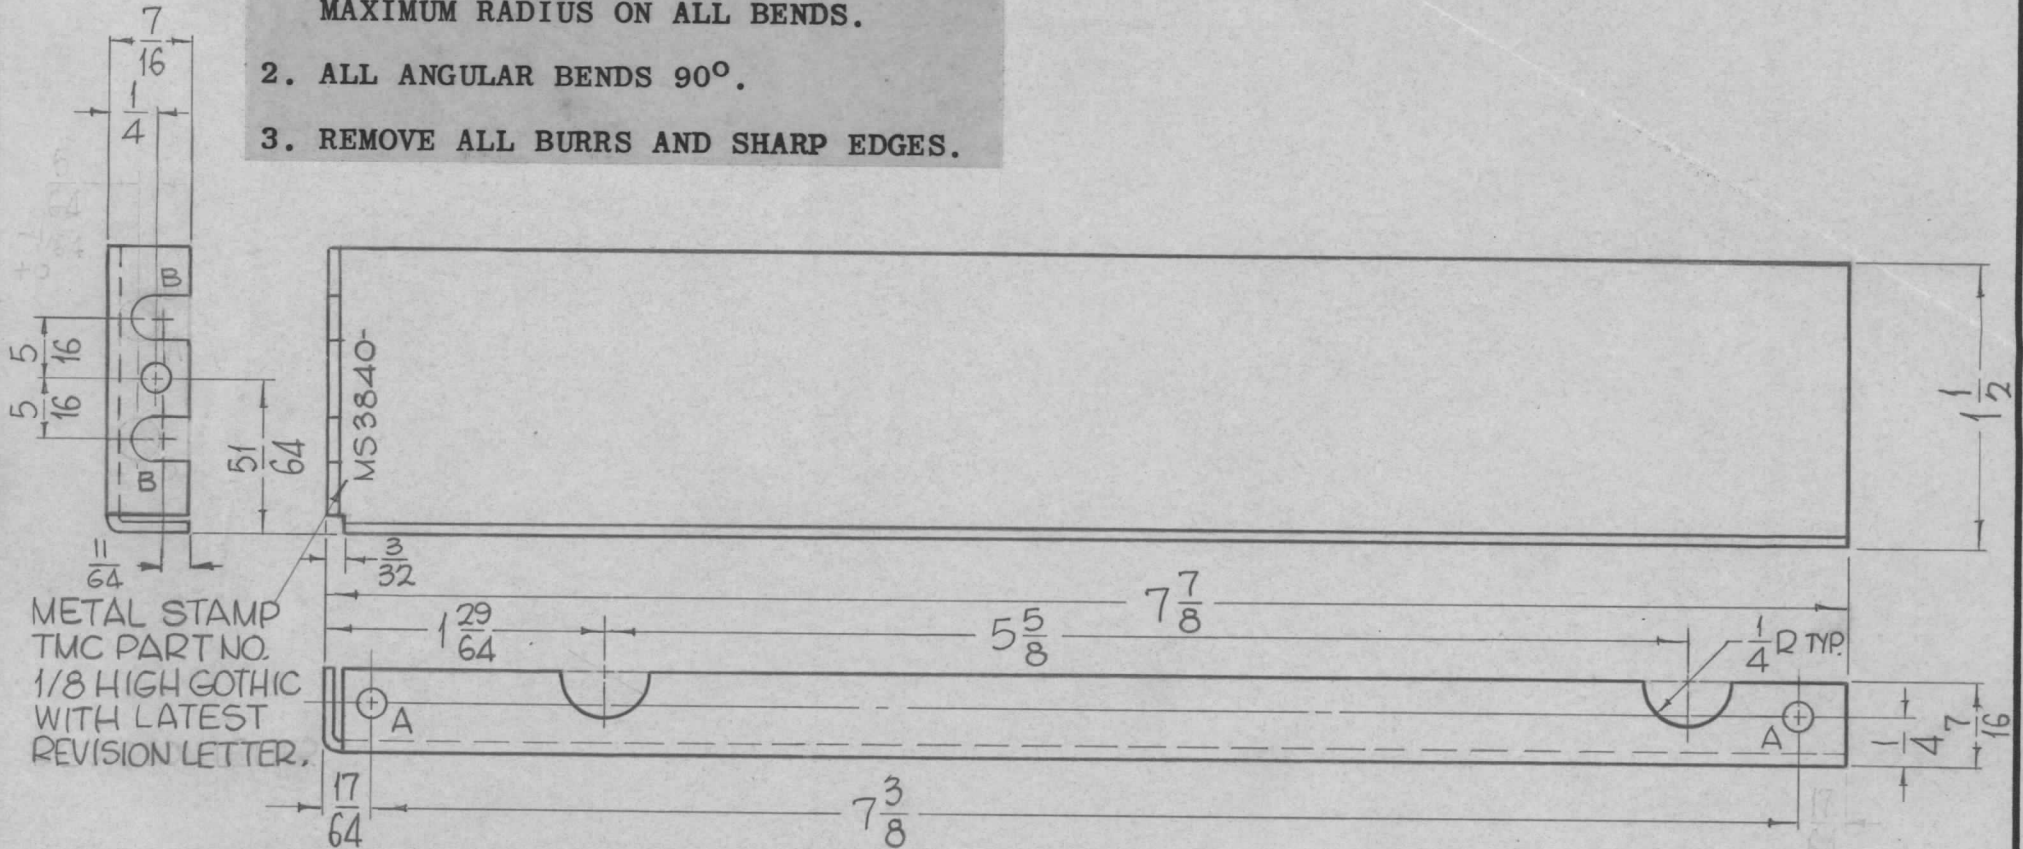 MAXIMUM RADIUS ON ALL BENDS.
2. ALL ANGULAR BENDS 90°.
3. REMOVE ALL BURRS AND SHARP EDGES.
7/16
1/4
B
5/16
5/16
B
51/64
11/64
MS3840-
3/32
1 1/2
7 7/8
1 29/64
5 5/8
1/4 R TYP.
METAL STAMP
TMC PART NO.
1/8 HIGH GOTHIC
WITH LATEST
REVISION LETTER.
A
A
1/4
7/16
17/64
7 3/8